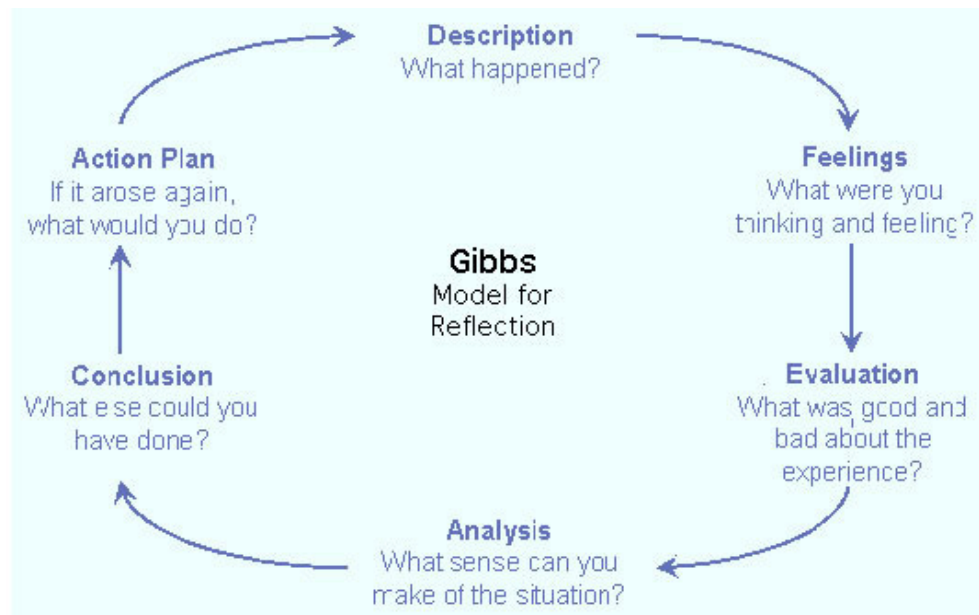 Description
What happened?
Feelings
What were you
thinking and feeling?
Evaluation
What was good and
bad about the
experience?
Analysis
What sense can you
make of the situation?
Conclusion
What else could you
have done?
Action Plan
If it arose again,
what would you do?
Gibbs
Model for
Reflection